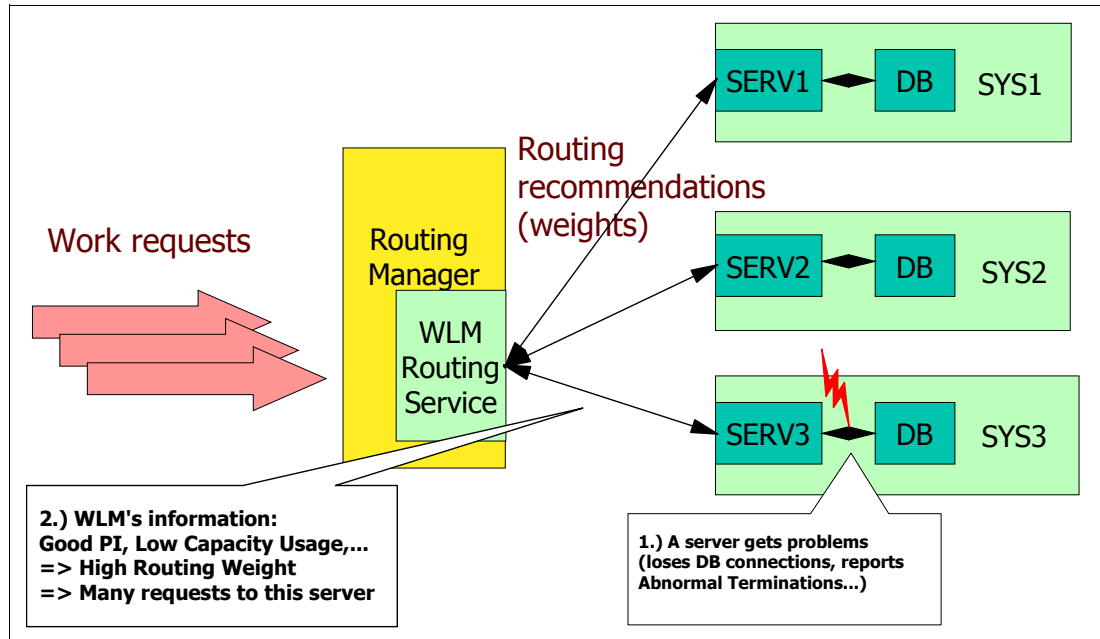 SERV1
DB
SYS1
Routing
recommendations
(weights)
Work requests
Routing
Manager
WLM
Routing
Service
SERV2
DB
SYS2
SERV3
DB
SYS3
2.) WLM's information:
Good PI, Low Capacity Usage,...
=> High Routing Weight
=> Many requests to this server
1.) A server gets problems
(loses DB connections, reports
Abnormal Terminations...)